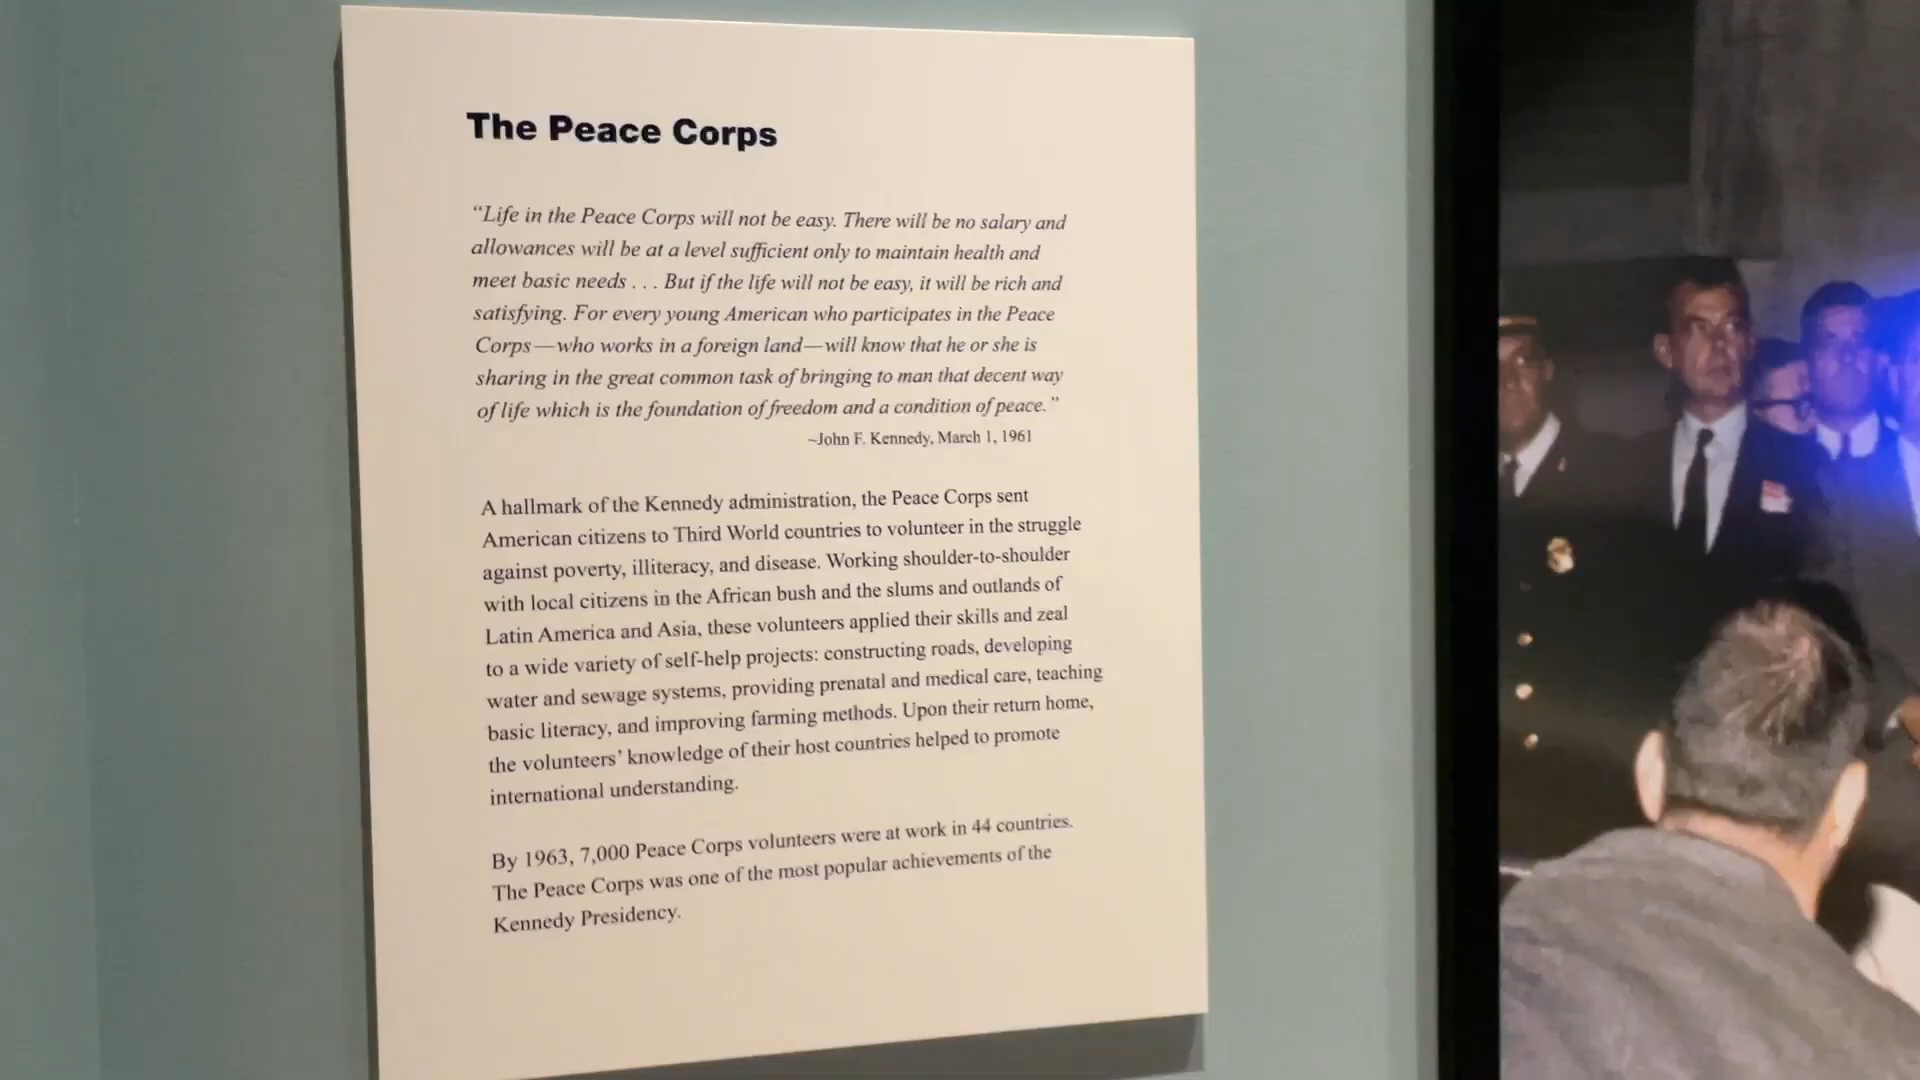 The Peace Corps
“Life in the Peace Corps will not be easy. There will be no salary and
allowances will be at a level sufficient only to maintain health and
meet basic needs . . . But if the life will not be easy, it will be rich and
satisfying. For every young American who participates in the Peace
Corps—who works in a foreign land—will know that he or she is
sharing in the great common task of bringing to man that decent way
of life which is the foundation of freedom and a condition of peace.”
~John F. Kennedy, March 1, 1961
A hallmark of the Kennedy administration, the Peace Corps sent
American citizens to Third World countries to volunteer in the struggle
against poverty, illiteracy, and disease. Working shoulder-to-shoulder
with local citizens in the African bush and the slums and outlands of
Latin America and Asia, these volunteers applied their skills and zeal
to a wide variety of self-help projects: constructing roads, developing
water and sewage systems, providing prenatal and medical care, teaching
basic literacy, and improving farming methods. Upon their return home,
the volunteers’ knowledge of their host countries helped to promote
international understanding.
By 1963, 7,000 Peace Corps volunteers were at work in 44 countries.
The Peace Corps was one of the most popular achievements of the
Kennedy Presidency.